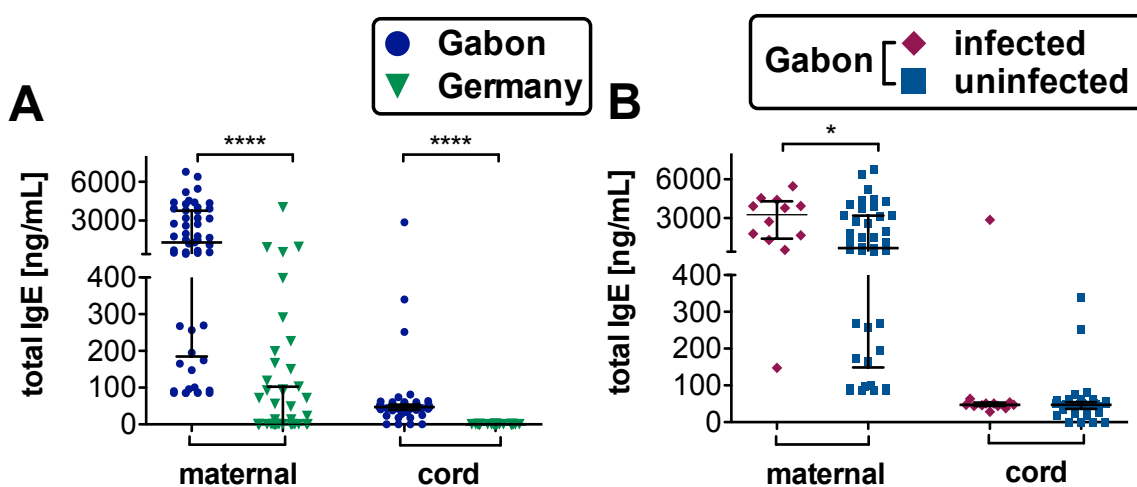 A
Gabon
Germany
****
****
total IgE [ng/mL]
6000
3000
400
300
200
100
0
maternal
cord
B
Gabon
infected
uninfected
*
total IgE [ng/mL]
6000
3000
400
300
200
100
0
maternal
cord